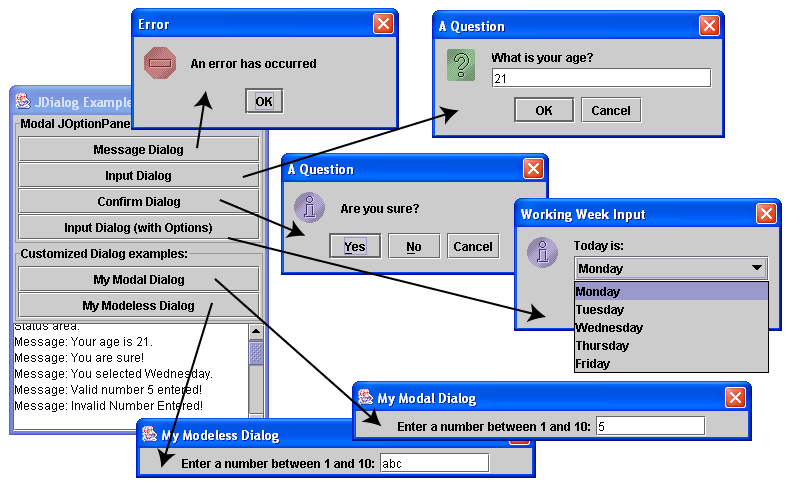 Error
An error has occurred
OK
A Question
What is your age?
21
OK Cancel
JDialog Example
Modal JOptionPane
Message Dialog
Input Dialog
Confirm Dialog
Input Dialog (with Options)
Customized Dialog examples:
My Modal Dialog
My Modeless Dialog
Status area.
Message: Your age is 21.
Message: You are sure!
Message: You selected Wednesday.
Message: Valid number 5 entered!
Message: Invalid Number Entered!
A Question
Are you sure?
Yes No Cancel
Working Week Input
Today is:
Monday
Monday
Tuesday
Wednesday
Thursday
Friday
My Modal Dialog
Enter a number between 1 and 10: 5
My Modeless Dialog
Enter a number between 1 and 10: abc